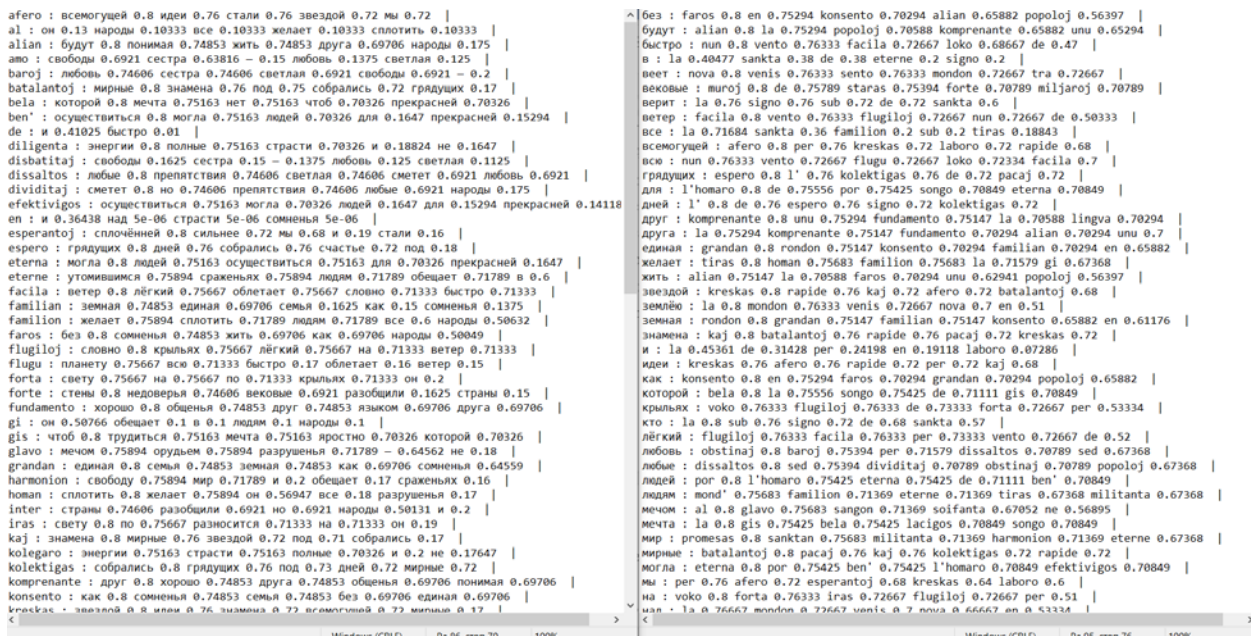 afero : всемогущей 0.8 идеи 0.76 стали 0.76 звездой 0.72 мы 0.72 |
al : он 0.13 народы 0.10333 все 0.10333 желает 0.10333 сплотить 0.10333 |
alian : будут 0.8 понимая 0.74853 жить 0.74853 друга 0.69706 народы 0.175 |
amo : свободы 0.6921 сестра 0.63816 – 0.15 любовь 0.1375 светлая 0.125 |
baroj : любовь 0.74606 сестра 0.74606 светлая 0.6921 свободы 0.6921 – 0.2 |
batalantoj : мирные 0.8 знамена 0.76 под 0.75 собрались 0.72 грядущих 0.17 |
bela : которой 0.8 мечта 0.75163 нет 0.75163 чтоб 0.70326 прекрасней 0.70326 |
ben' : осуществиться 0.8 могла 0.75163 людей 0.70326 для 0.1647 прекрасней 0.15294 |
de : и 0.41025 быстро 0.01 |
diligenta : энергии 0.8 полные 0.75163 страсти 0.70326 и 0.18824 не 0.1647 |
disbatitaj : свободы 0.1625 сестра 0.15 – 0.1375 любовь 0.125 светлая 0.1125 |
dissaltos : любые 0.8 препятствия 0.74606 светлая 0.74606 сметет 0.6921 любовь 0.6921 |
dividitaj : сметет 0.8 но 0.74606 препятствия 0.74606 любые 0.6921 народы 0.175 |
efektivigos : осуществиться 0.75163 могла 0.70326 людей 0.1647 для 0.15294 прекрасней 0.14118
en : и 0.36438 над 5e-06 страсти 5e-06 сомненья 5e-06 |
esperantoj : сплочённей 0.8 сильнее 0.72 мы 0.68 и 0.19 стали 0.16 |
espero : грядущих 0.8 дней 0.76 собрались 0.76 счастье 0.72 под 0.18 |
eterna : могла 0.8 людей 0.75163 осуществиться 0.75163 для 0.70326 прекрасней 0.1647 |
eterne : утомившимся 0.75894 сраженьях 0.75894 людям 0.71789 обещает 0.71789 в 0.6 |
facila : ветер 0.8 лёгкий 0.75667 облетает 0.75667 словно 0.71333 быстро 0.71333 |
familian : земная 0.74853 единая 0.69706 семья 0.1625 как 0.15 сомненья 0.1375 |
familion : желает 0.75894 сплотить 0.71789 людям 0.71789 все 0.6 народы 0.50632 |
faros : без 0.8 сомненья 0.74853 жить 0.69706 как 0.69706 народы 0.50049 |
flugiloj : словно 0.8 крыльях 0.75667 лёгкий 0.75667 на 0.71333 ветер 0.71333 |
flugu : планету 0.75667 всю 0.71333 быстро 0.17 облетает 0.16 ветер 0.15 |
forta : свету 0.75667 на 0.75667 по 0.71333 крыльях 0.71333 он 0.2 |
forte : стены 0.8 недоверья 0.74606 вековые 0.6921 разобщили 0.1625 страны 0.15 |
fundamento : хорошо 0.8 общенья 0.74853 друг 0.74853 языком 0.69706 друга 0.69706 |
gi : он 0.50766 обещает 0.1 в 0.1 людям 0.1 народы 0.1 |
gis : чтоб 0.8 трудиться 0.75163 мечта 0.75163 яростно 0.70326 которой 0.70326 |
glavo : мечом 0.75894 орудьем 0.75894 разрушенья 0.71789 – 0.64562 не 0.18 |
grandan : единая 0.8 семья 0.74853 земная 0.74853 как 0.69706 сомненья 0.64559 |
harmonion : свободу 0.75894 мир 0.71789 и 0.2 обещает 0.17 сраженьях 0.16 |
homan : сплотить 0.8 желает 0.75894 он 0.56947 все 0.18 разрушенья 0.17 |
inter : страны 0.74606 разобщили 0.6921 но 0.6921 народы 0.50131 и 0.2 |
iras : свету 0.8 по 0.75667 разносится 0.71333 на 0.71333 он 0.19 |
kaj : знамена 0.8 мирные 0.76 звездой 0.72 под 0.71 собрались 0.17 |
kolegaro : энергии 0.75163 страсти 0.75163 полные 0.70326 и 0.2 не 0.17647 |
kolektigas : собрались 0.8 грядущих 0.76 под 0.73 дней 0.72 мирные 0.72 |
komprenante : друг 0.8 хорошо 0.74853 друга 0.74853 общенья 0.69706 понимая 0.69706 |
konsento : как 0.8 сомненья 0.74853 семья 0.74853 без 0.69706 единая 0.69706 |
kreskas : звездой 0.8 идеи 0.76 знамена 0.72 всемогущей 0.72 мирные 0.17 |
Windows (CRLF)
100%
без : faros 0.8 en 0.75294 konsento 0.70294 alian 0.65882 popoloj 0.56397 |
будут : alian 0.8 la 0.75294 popoloj 0.70588 komprenante 0.65882 unu 0.65294 |
быстро : nun 0.8 vento 0.76333 facila 0.72667 loko 0.68667 de 0.47 |
в : la 0.40477 sankta 0.38 de 0.38 eterne 0.2 signo 0.2 |
веет : nova 0.8 venis 0.76333 sento 0.76333 mondon 0.72667 tra 0.72667 |
вековые : muroj 0.8 de 0.75789 staras 0.75394 forte 0.70789 miljaroj 0.70789 |
верит : la 0.76 signo 0.76 sub 0.72 de 0.72 sankta 0.6 |
ветер : facila 0.8 vento 0.76333 flugiloj 0.76333 nun 0.72667 de 0.50333 |
все : la 0.71684 sankta 0.36 familion 0.2 sub 0.2 tiras 0.18843 |
всемогущей : afero 0.8 per 0.76 kreskas 0.72 laboro 0.72 rapide 0.68 |
всю : nun 0.76333 vento 0.72667 flugu 0.72667 loko 0.72334 facila 0.7 |
грядущих : espero 0.8 l' 0.76 kolektigas 0.76 de 0.72 pacaj 0.72 |
для : l'homaro 0.8 de 0.75556 por 0.75425 songo 0.70849 eterna 0.70849 |
дней : l' 0.8 de 0.76 espero 0.76 signo 0.72 kolektigas 0.72 |
друг : komprenante 0.8 unu 0.75294 fundamento 0.75147 la 0.70588 lingva 0.70294 |
друга : la 0.75294 komprenante 0.75147 fundamento 0.70294 alian 0.70294 unu 0.7 |
единая : grandan 0.8 rondon 0.75147 konsento 0.70294 familian 0.70294 en 0.65882 |
желает : tiras 0.8 homan 0.75683 familion 0.75683 la 0.71579 gi 0.67368 |
жить : alian 0.75147 la 0.70588 faros 0.70294 unu 0.62941 popoloj 0.56397 |
звездой : kreskas 0.8 rapide 0.76 kaj 0.72 afero 0.72 batalantoj 0.68 |
землёю : la 0.8 mondon 0.76333 venis 0.72667 nova 0.7 en 0.51 |
земная : rondon 0.8 grandan 0.75147 familian 0.75147 konsento 0.65882 en 0.61176 |
знамена : kaj 0.8 batalantoj 0.76 rapide 0.76 pacaj 0.72 kreskas 0.72 |
и : la 0.45361 de 0.31428 per 0.24198 en 0.19118 laboro 0.07286 |
идеи : kreskas 0.76 afero 0.76 rapide 0.72 per 0.72 kaj 0.68 |
как : konsento 0.8 en 0.75294 faros 0.70294 grandan 0.70294 popoloj 0.65882 |
которой : bela 0.8 la 0.75556 songo 0.75425 de 0.71111 gis 0.70849 |
крыльях : voko 0.76333 flugiloj 0.76333 de 0.73333 forta 0.72667 per 0.53334 |
кто : la 0.8 sub 0.76 signo 0.72 de 0.68 sankta 0.57 |
лёгкий : flugiloj 0.76333 facila 0.76333 per 0.73333 vento 0.72667 de 0.52 |
любовь : obstinaj 0.8 baroj 0.75394 per 0.71579 dissaltos 0.70789 sed 0.67368 |
любые : dissaltos 0.8 sed 0.75394 dividitaj 0.70789 obstinaj 0.70789 popoloj 0.67368 |
людей : por 0.8 l'homaro 0.75425 eterna 0.75425 de 0.71111 ben' 0.70849 |
людям : mond' 0.75683 familion 0.71369 eterne 0.71369 tiras 0.67368 militanta 0.67368 |
мечом : al 0.8 glavo 0.75683 sangon 0.71369 soifanta 0.67052 ne 0.56895 |
мечта : la 0.8 gis 0.75425 bela 0.75425 lacigos 0.70849 songo 0.70849 |
мир : promesas 0.8 sanktan 0.75683 militanta 0.71369 harmonion 0.71369 eterne 0.67368 |
мирные : batalantoj 0.8 pacaj 0.76 kaj 0.76 kolektigas 0.72 rapide 0.72 |
могла : eterna 0.8 por 0.75425 ben' 0.75425 l'homaro 0.70849 efektivigos 0.70849 |
мы : per 0.76 afero 0.72 esperantoj 0.68 kreskas 0.64 laboro 0.6 |
на : voko 0.8 forta 0.76333 iras 0.72667 flugiloj 0.72667 per 0.51 |
над : la 0.76667 mondon 0.72667 venis 0.7 nova 0.66667 en 0.53334 |
Windows (CRLF)
100%